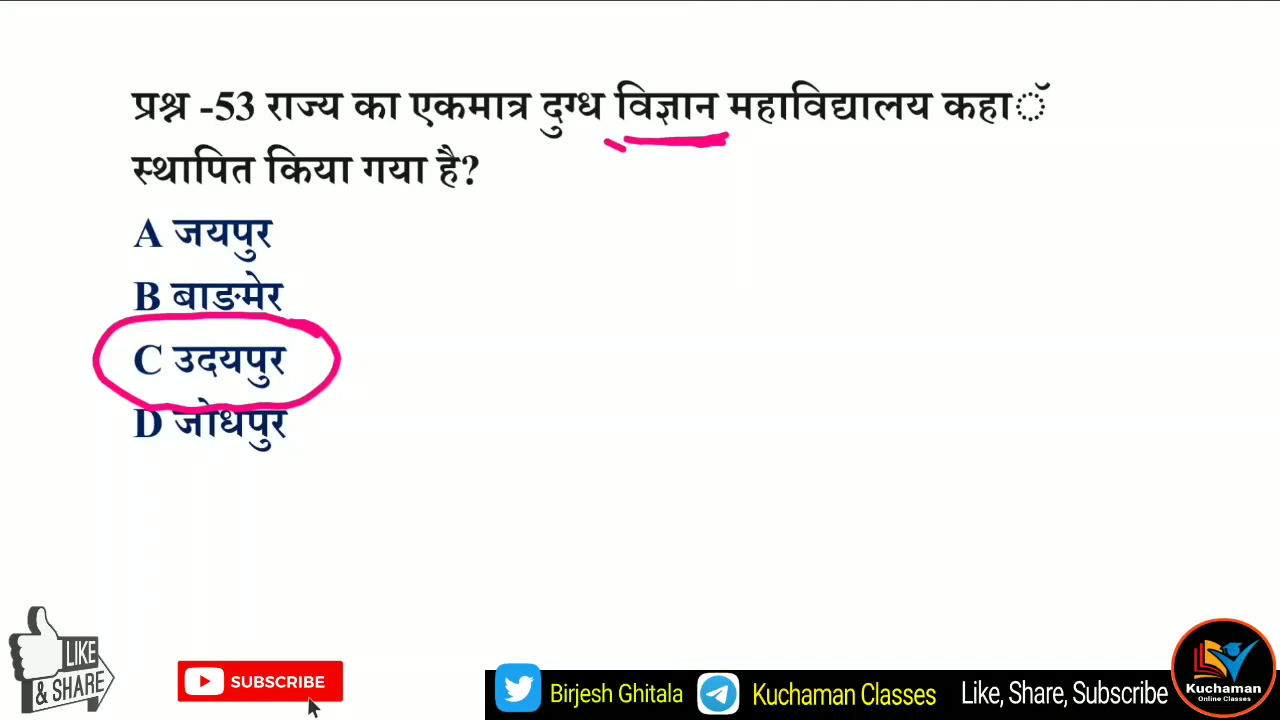 प्रश्न -53 राज्य का एकमात्र दुग्ध विज्ञान महाविद्यालय कहाॅं
स्थापित किया गया है?
A जयपुर
B बाङमेर
C उदयपुर
D जोधपुर
LIKE
& SHARE
SUBSCRIBE
Birjesh Ghitala
Kuchaman Classes
Like, Share, Subscribe
Kuchaman
Online Classes